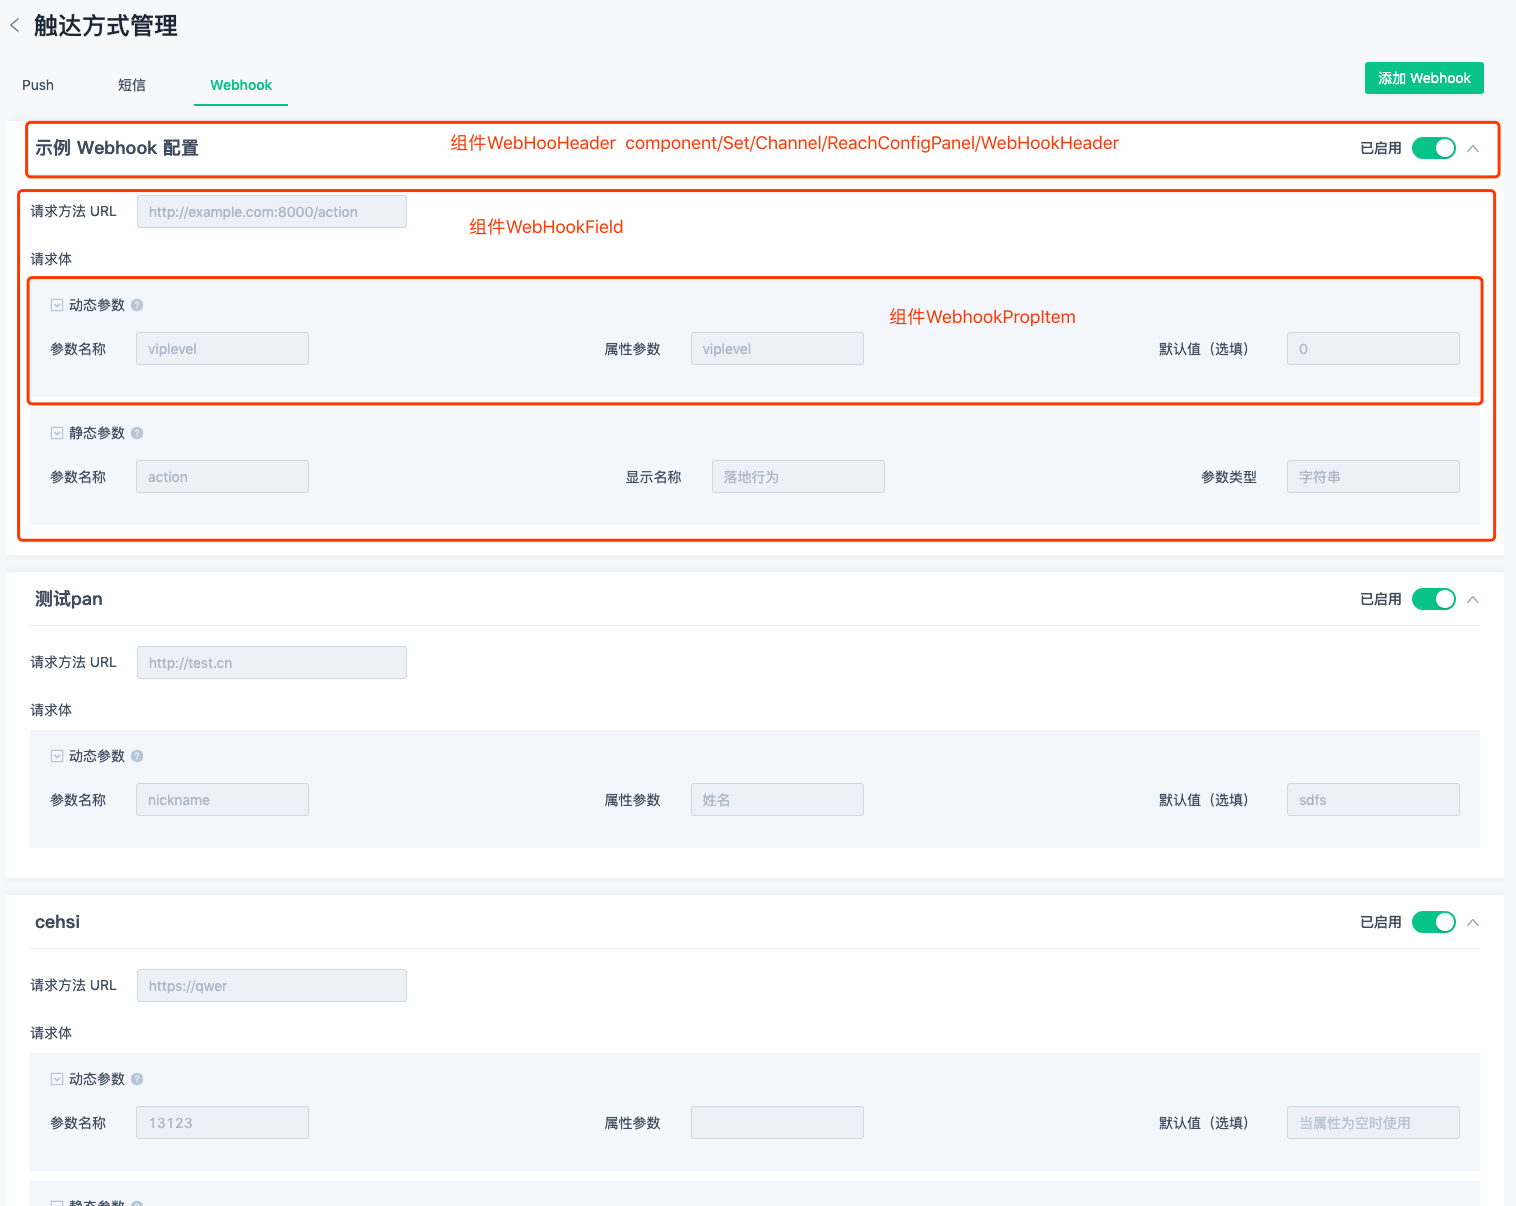 触达方式管理
Push 短信 Webhook 添加 Webhook
示例 Webhook 配置 组件WebHooHeader component/Set/Channel/ReachConfigPanel/WebHookHeader 已启用
请求方法 URL http://example.com:8000/action 组件WebHookField
请求体
动态参数 ? 组件WebhookPropItem
参数名称 viplevel 属性参数 viplevel 默认值（选填） 0
静态参数 ?
参数名称 action 显示名称 落地行为 参数类型 字符串
测试pan 已启用
请求方法 URL http://test.cn
请求体
动态参数 ?
参数名称 nickname 属性参数 姓名 默认值（选填） sdfs
cehsi 已启用
请求方法 URL https://qwer
请求体
动态参数 ?
参数名称 13123 属性参数 默认值（选填） 当属性为空时使用
静态参数